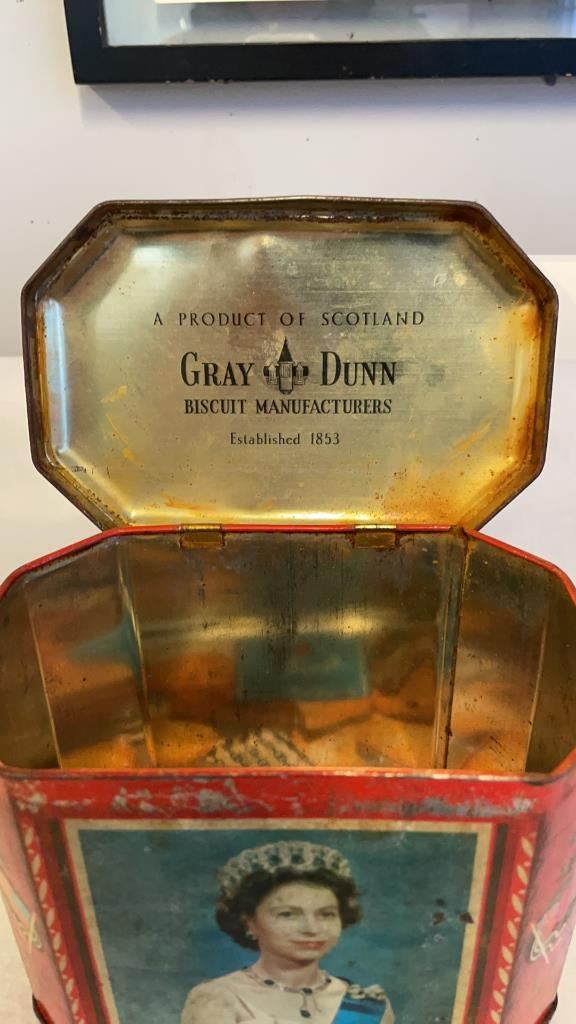 A PRODUCT OF SCOTLAND
GRAY DUNN
BISCUIT MANUFACTURERS
Established 1853